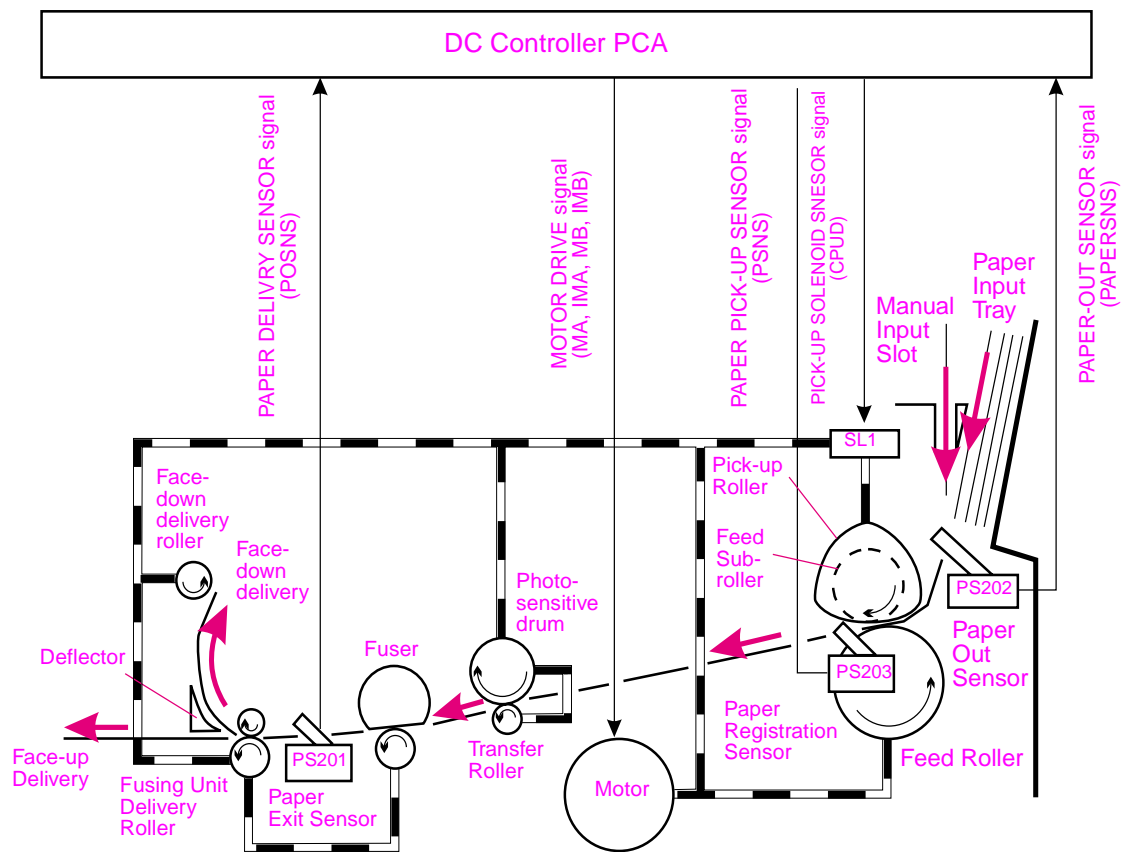 DC Controller PCA
PAPER DELIVRY SENSOR signal
(POSNS)
MOTOR DRIVE signal
(MA, IMA, MB, IMB)
PAPER PICK-UP SENSOR signal
(PSNS)
PICK-UP SOLENOID SNESOR signal
(CPUD)
PAPER-OUT SENSOR signal
(PAPERSNS)
Paper
Input
Tray
Manual
Input
Slot
SL1
Pick-up
Roller
Feed
Sub-
roller
Face-
down
delivery
roller
Face-
down
delivery
Photo-
sensitive
drum
PS202
Paper
Out
Sensor
Fuser
Deflector
PS203
Paper
Registration
Sensor
Feed Roller
Face-up
Delivery
PS201
Transfer
Roller
Motor
Fusing Unit
Delivery
Roller
Paper
Exit Sensor